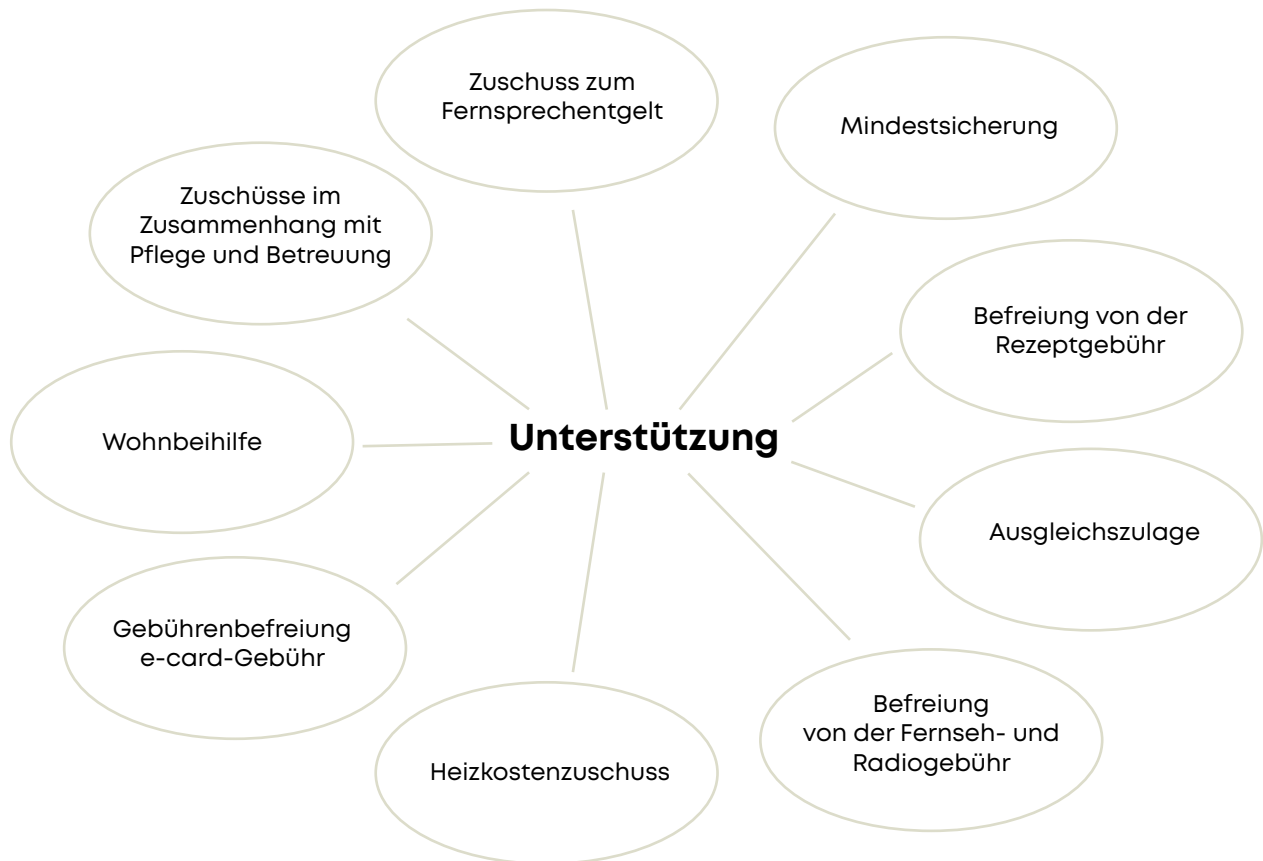 Zuschuss zum
Fernsprechentgelt
Mindestsicherung
Zuschüsse im
Zusammenhang mit
Pflege und Betreuung
Befreiung von der
Rezeptgebühr
Unterstützung
Wohnbeihilfe
Ausgleichszulage
Gebührenbefreiung
e-card-Gebühr
Befreiung
von der Fernseh- und
Radiogebühr
Heizkostenzuschuss